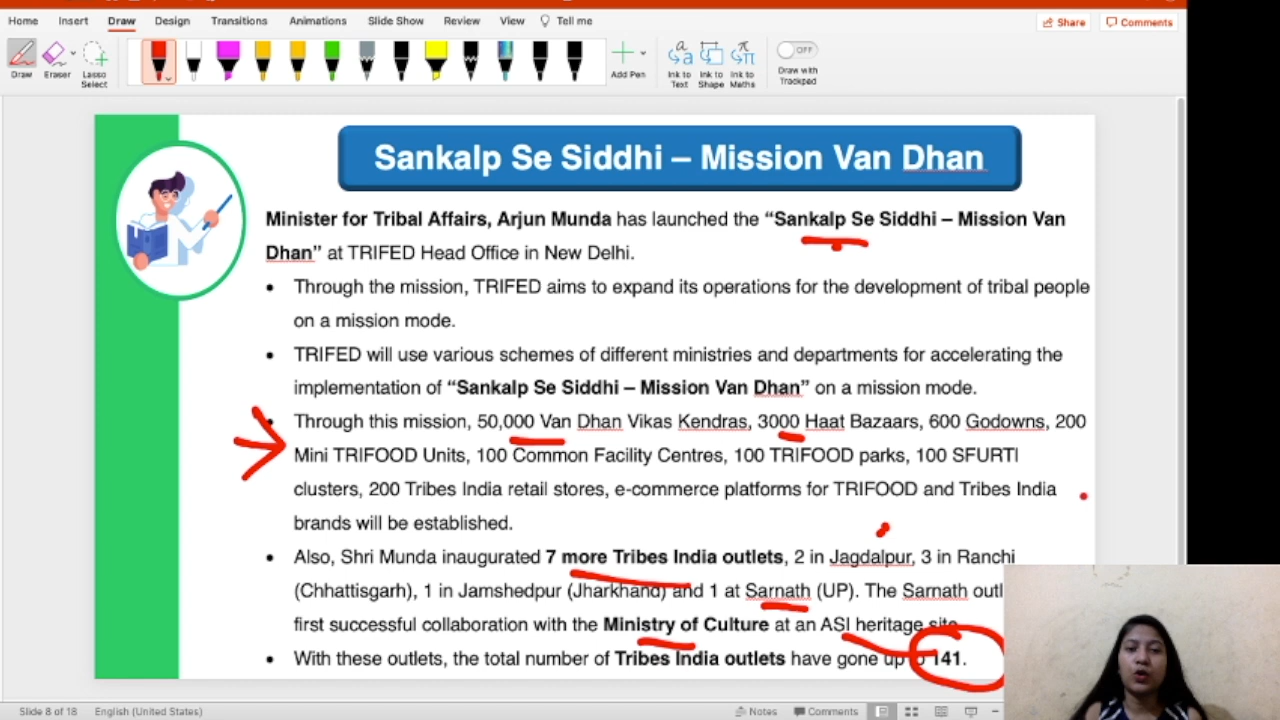 Home Insert Draw Design Transitions Animations Slide Show Review View Tell me Share Comments
Draw Eraser Lasso Select Add Pen Ink to Text Ink to Shape Ink to Maths OFF Draw with Trackpad
Sankalp Se Siddhi – Mission Van Dhan
Minister for Tribal Affairs, Arjun Munda has launched the “Sankalp Se Siddhi – Mission Van
Dhan” at TRIFED Head Office in New Delhi.
• Through the mission, TRIFED aims to expand its operations for the development of tribal people
on a mission mode.
• TRIFED will use various schemes of different ministries and departments for accelerating the
implementation of “Sankalp Se Siddhi – Mission Van Dhan” on a mission mode.
• Through this mission, 50,000 Van Dhan Vikas Kendras, 3000 Haat Bazaars, 600 Godowns, 200
Mini TRIFOOD Units, 100 Common Facility Centres, 100 TRIFOOD parks, 100 SFURTI
clusters, 200 Tribes India retail stores, e-commerce platforms for TRIFOOD and Tribes India
brands will be established.
• Also, Shri Munda inaugurated 7 more Tribes India outlets, 2 in Jagdalpur, 3 in Ranchi
(Chhattisgarh), 1 in Jamshedpur (Jharkhand) and 1 at Sarnath (UP). The Sarnath
first successful collaboration with the Ministry of Culture at an ASI heritage site
• With these outlets, the total number of Tribes India outlets have gone up 141.
Slide 8 of 18 English (United States) Notes Comments